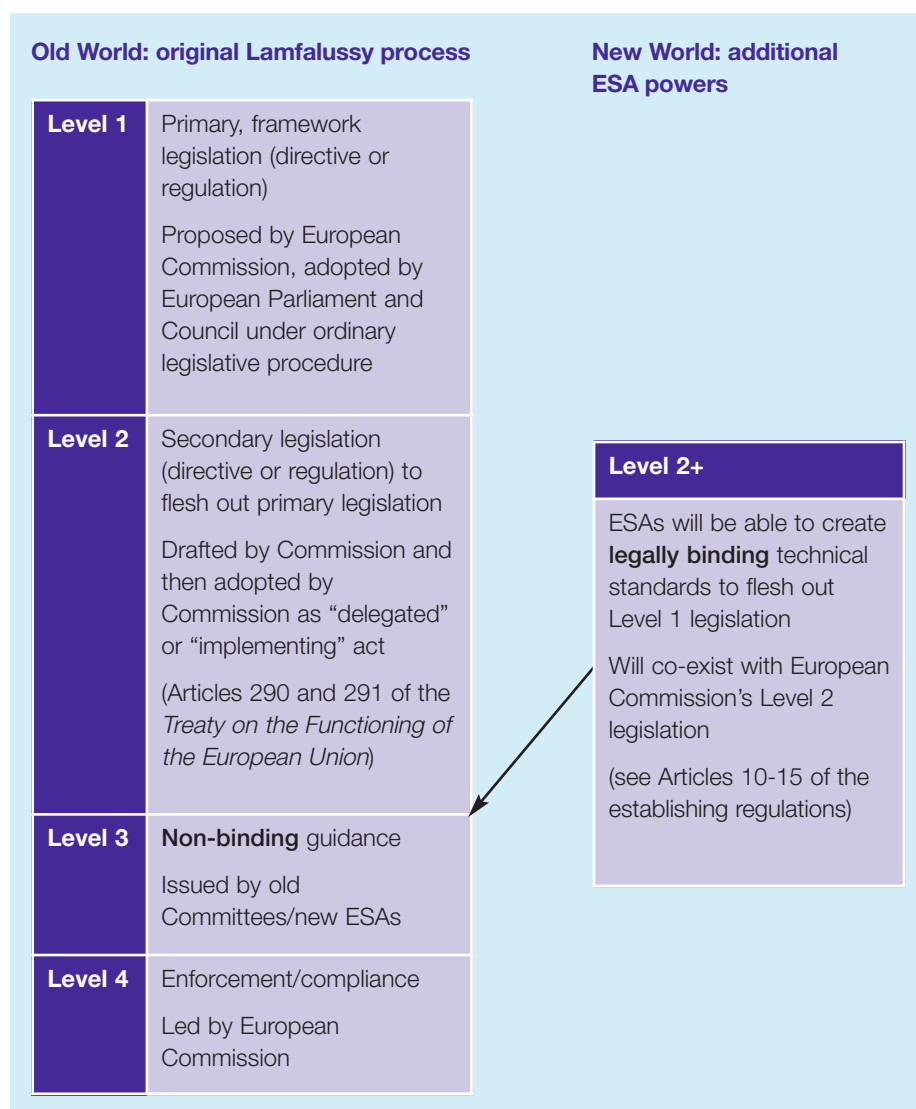 Old World: original Lamfalussy process
New World: additional
ESA powers
Level 1
Primary, framework
legislation (directive or
regulation)
Proposed by European
Commission, adopted by
European Parliament and
Council under ordinary
legislative procedure
Level 2
Secondary legislation
(directive or regulation) to
flesh out primary legislation
Drafted by Commission and
then adopted by
Commission as “delegated”
or “implementing” act
(Articles 290 and 291 of the
Treaty on the Functioning of
the European Union)
Level 2+
ESAs will be able to create
legally binding technical
standards to flesh out
Level 1 legislation
Will co-exist with European
Commission’s Level 2
legislation
(see Articles 10-15 of the
establishing regulations)
Level 3
Non-binding guidance
Issued by old
Committees/new ESAs
Level 4
Enforcement/compliance
Led by European
Commission